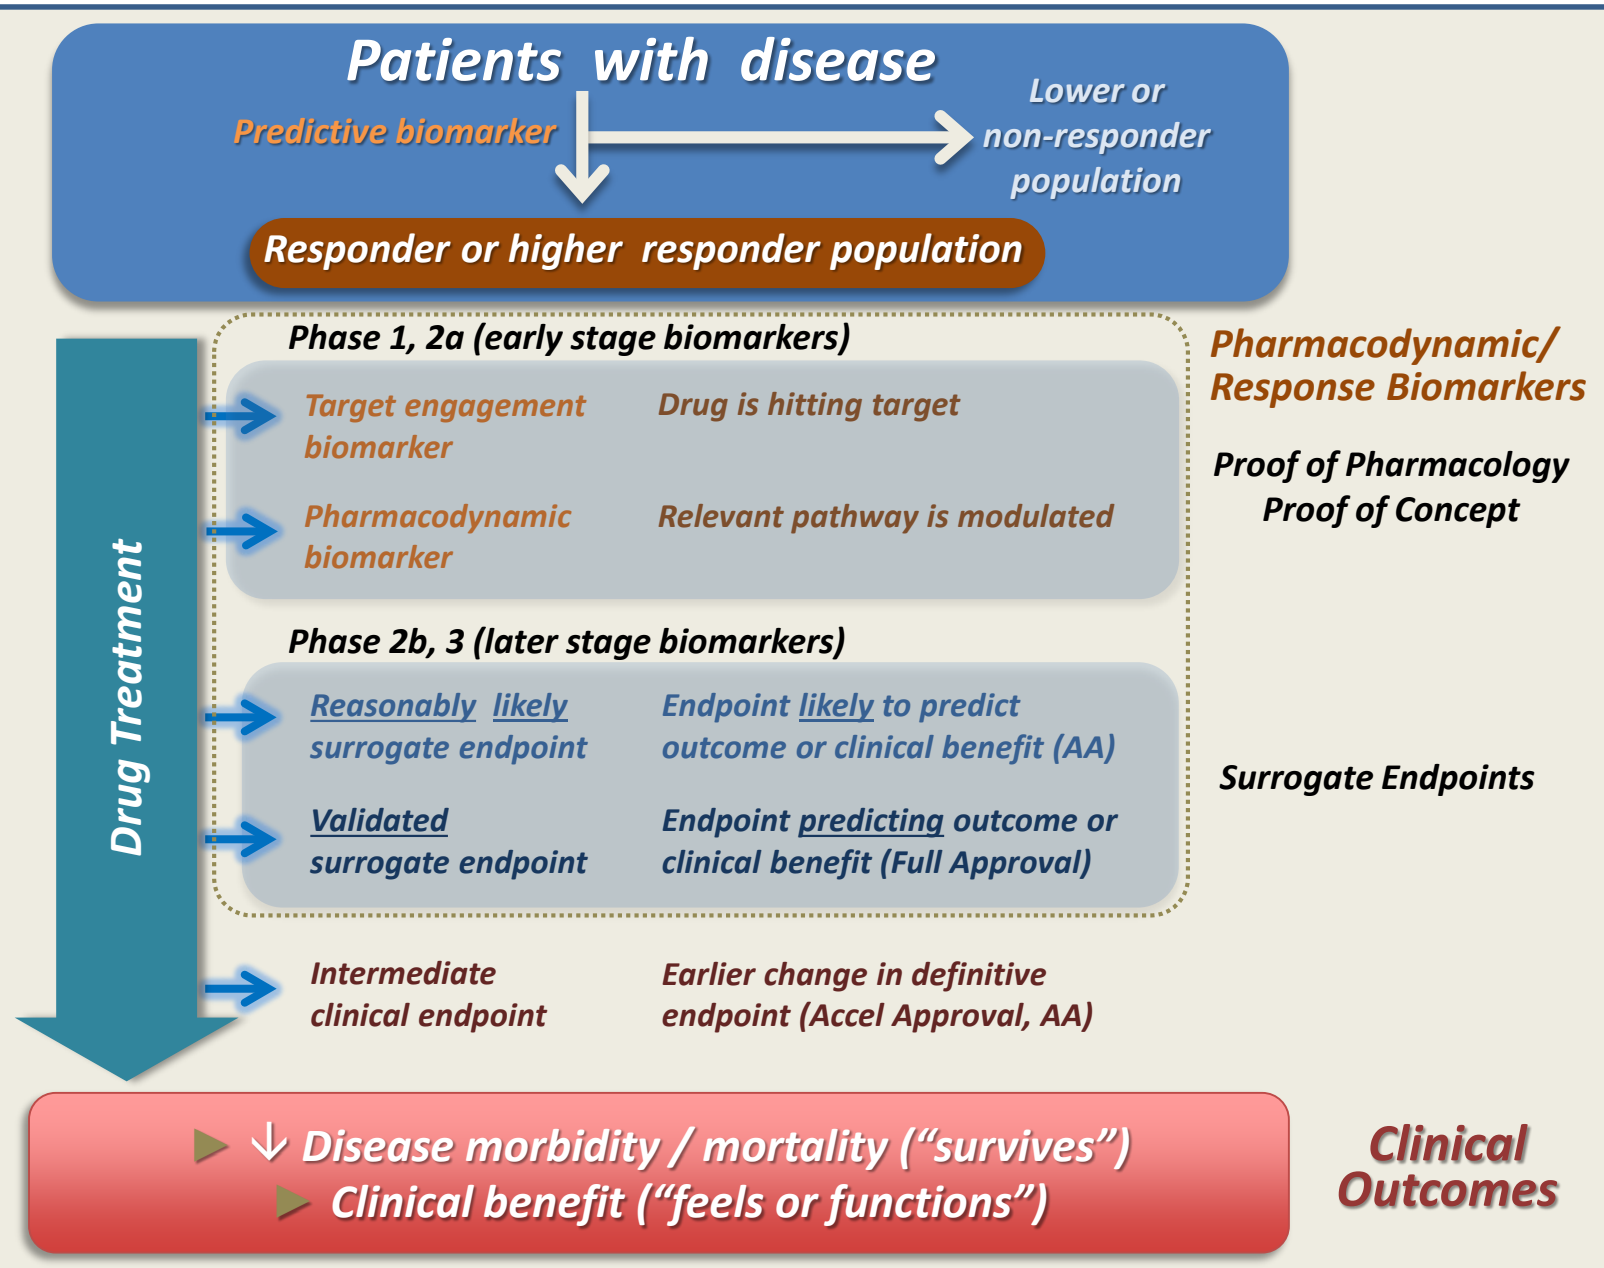 Patients with disease
Predictive biomarker
Lower or
non-responder
population
Responder or higher responder population
Drug Treatment
Phase 1, 2a (early stage biomarkers)
Target engagement
biomarker
Drug is hitting target
Pharmacodynamic
biomarker
Relevant pathway is modulated
Pharmacodynamic/
Response Biomarkers
Proof of Pharmacology
Proof of Concept
Phase 2b, 3 (later stage biomarkers)
Reasonably likely
surrogate endpoint
Endpoint likely to predict
outcome or clinical benefit (AA)
Validated
surrogate endpoint
Endpoint predicting outcome or
clinical benefit (Full Approval)
Surrogate Endpoints
Intermediate
clinical endpoint
Earlier change in definitive
endpoint (Accel Approval, AA)
► ↓ Disease morbidity / mortality (“survives”)
► Clinical benefit (“feels or functions”)
Clinical
Outcomes